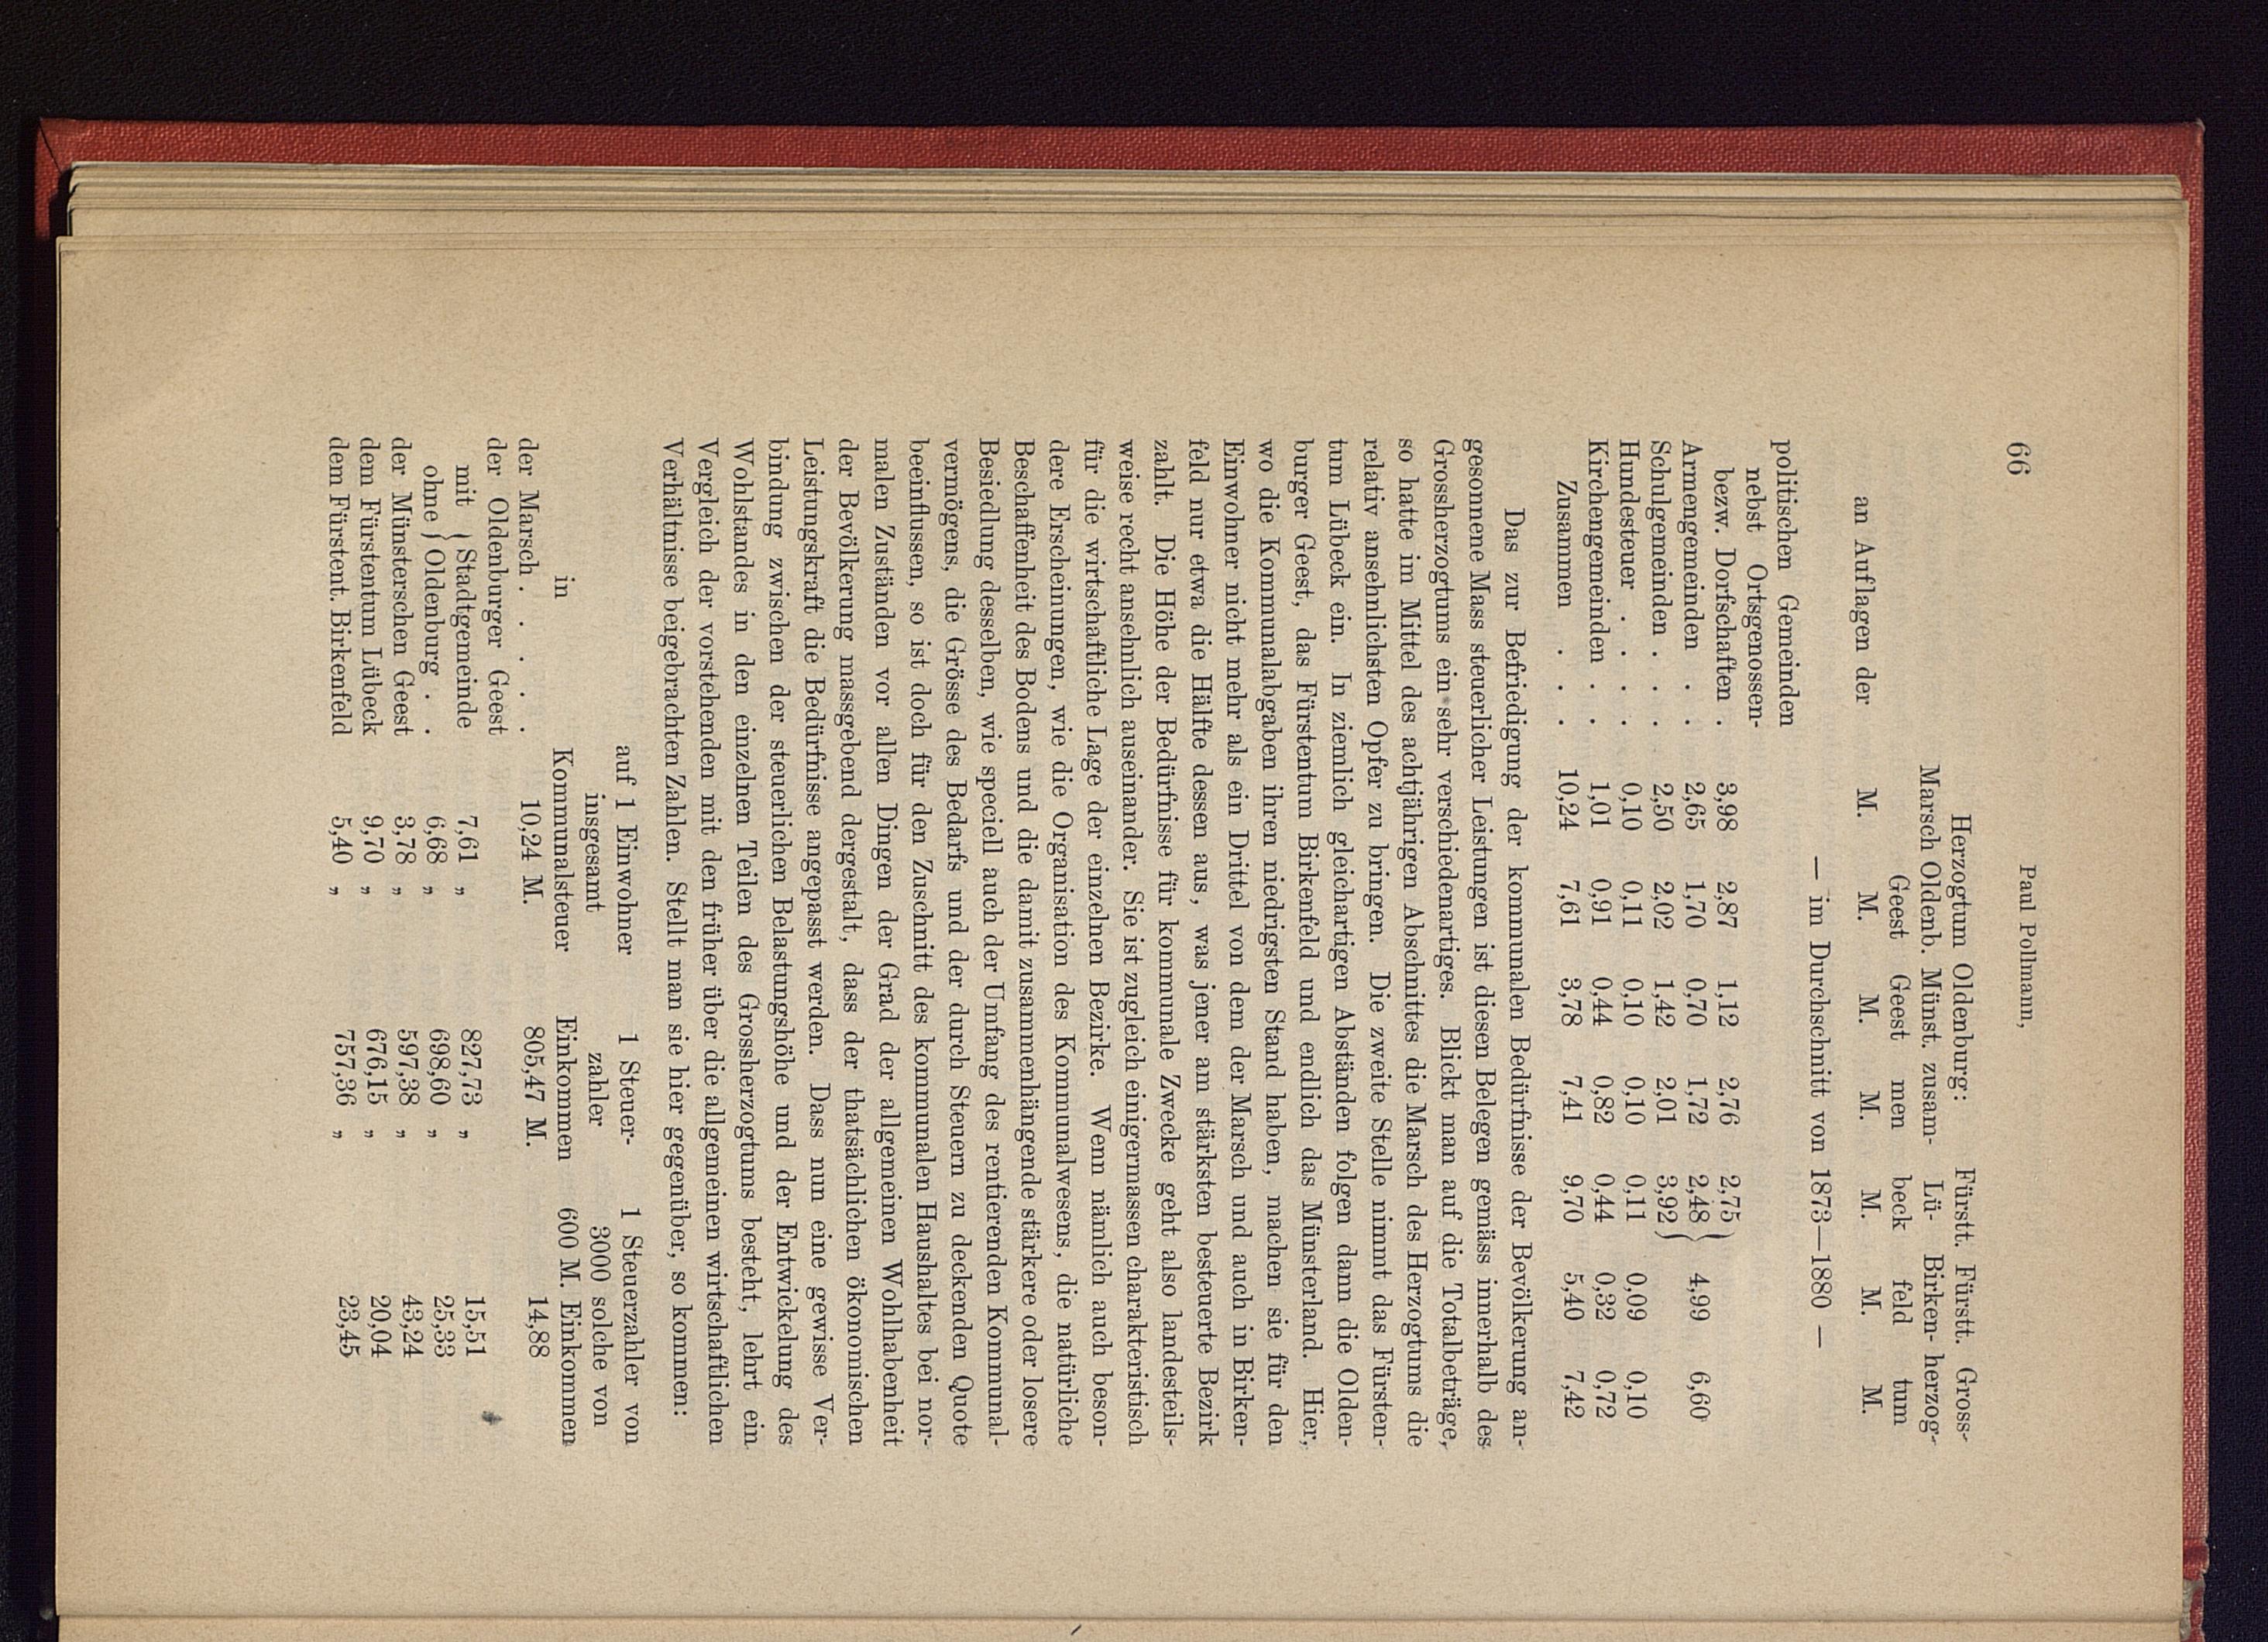 66 Paul Pollmann,
Herzogtum Oldenburg: Fürstt. Fürstt. Gross-
Marsch Oldenb. Münst. zusam- Lü- Birken- herzog-
Geest Geest men beck feld tum
an Auflagen der M. M. M. M. M. M. M.
— im Durchschnitt von 1873—1880 —
politischen Gemeinden
nebst Ortsgenossen-
bezw. Dorfschaften . 3,98 2,87 1,12 2,76 2,75 }
Armengemeinden . . 2,65 1,70 0,70 1,72 2,48 } 4,99 6,60
Schulgemeinden . . . 2,50 2,02 1,42 2,01 3,92 }
Hundesteuer . . . . 0,10 0,11 0,10 0,10 0,11 0,09 0,10
Kirchengemeinden . . 1,01 0,91 0,44 0,82 0,44 0,32 0,72
Zusammen . . . 10,24 7,61 3,78 7,41 9,70 5,40 7,42
Das zur Befriedigung der kommunalen Bedürfnisse der Bevölkerung an-
gesonnene Mass steuerlicher Leistungen ist diesen Belegen gemäss innerhalb des
Grossherzogtums ein sehr verschiedenartiges. Blickt man auf die Totalbeträge,
so hatte im Mittel des achtjährigen Abschnittes die Marsch des Herzogtums die
relativ ansehnlichsten Opfer zu bringen. Die zweite Stelle nimmt das Fürsten-
tum Lübeck ein. In ziemlich gleichartigen Abständen folgen dann die Olden-
burger Geest, das Fürstentum Birkenfeld und endlich das Münsterland. Hier,
wo die Kommunalabgaben ihren niedrigsten Stand haben, machen sie für den
Einwohner nicht mehr als ein Drittel von dem der Marsch und auch in Birken-
feld nur etwa die Hälfte dessen aus, was jener am stärksten besteuerte Bezirk
zahlt. Die Höhe der Bedürfnisse für kommunale Zwecke geht also landesteils-
weise recht ansehnlich auseinander. Sie ist zugleich einigermassen charakteristisch
für die wirtschaftliche Lage der einzelnen Bezirke. Wenn nämlich auch beson-
dere Erscheinungen, wie die Organisation des Kommunalwesens, die natürliche
Beschaffenheit des Bodens und die damit zusammenhängende stärkere oder losere
Besiedlung desselben, wie speciell auch der Umfang des rentierenden Kommunal-
vermögens, die Grösse des Bedarfs und der durch Steuern zu deckenden Quote
beeinflussen, so ist doch für den Zuschnitt des kommunalen Haushaltes bei nor-
malen Zuständen vor allen Dingen der Grad der allgemeinen Wohlhabenheit
der Bevölkerung massgebend dergestalt, dass der thatsächlichen ökonomischen
Leistungskraft die Bedürfnisse angepasst werden. Dass nun eine gewisse Ver-
bindung zwischen der steuerlichen Belastungshöhe und der Entwickelung des
Wohlstandes in den einzelnen Teilen des Grossherzogtums besteht, lehrt ein
Vergleich der vorstehenden mit den früher über die allgemeinen wirtschaftlichen
Verhältnisse beigebrachten Zahlen. Stellt man sie hier gegenüber, so kommen:
auf 1 Einwohner 1 Steuer- 1 Steuerzahler von
insgesamt zahler 3000 solche von
in Kommunalsteuer Einkommen 600 M. Einkommen
der Marsch . . . . . 10,24 M. 805,47 M. 14,88
der Oldenburger Geest
mit } Stadtgemeinde 7,61 „ 827,73 „ 15,51
ohne } Oldenburg . . 6,68 „ 698,60 „ 25,33
der Münsterschen Geest 3,78 „ 597,38 „ 43,24
dem Fürstentum Lübeck 9,70 „ 676,15 „ 20,04
dem Fürstent. Birkenfeld 5,40 „ 757,36 „ 23,45